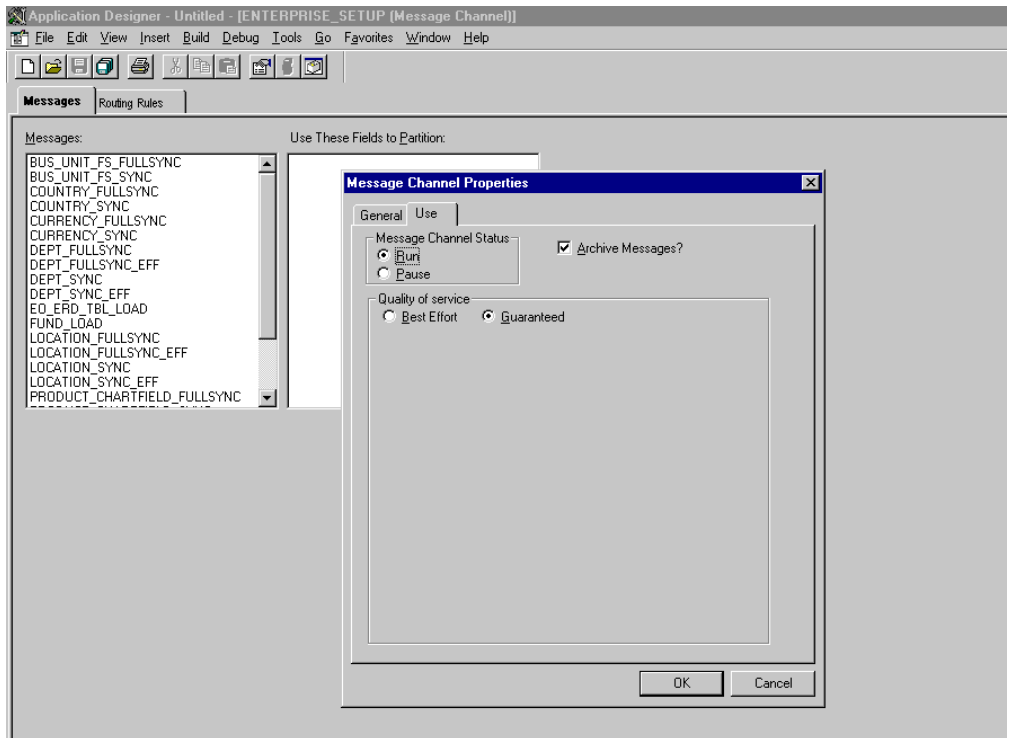 Application Designer - Untitled - [ENTERPRISE_SETUP (Message Channel)]
File Edit View Insert Build Debug Tools Go Favorites Window Help
Messages Routing Rules
Messages: Use These Fields to Partition:
BUS_UNIT_FS_FULLSYNC
BUS_UNIT_FS_SYNC
COUNTRY_FULLSYNC
COUNTRY_SYNC
CURRENCY_FULLSYNC
CURRENCY_SYNC
DEPT_FULLSYNC
DEPT_FULLSYNC_EFF
DEPT_SYNC
DEPT_SYNC_EFF
EO_ERD_TBL_LOAD
FUND_LOAD
LOCATION_FULLSYNC
LOCATION_FULLSYNC_EFF
LOCATION_SYNC
LOCATION_SYNC_EFF
PRODUCT_CHARTFIELD_FULLSYNC
Message Channel Properties
General Use
Message Channel Status
Run
Pause
Archive Messages?
Quality of service
Best Effort Guaranteed
OK Cancel